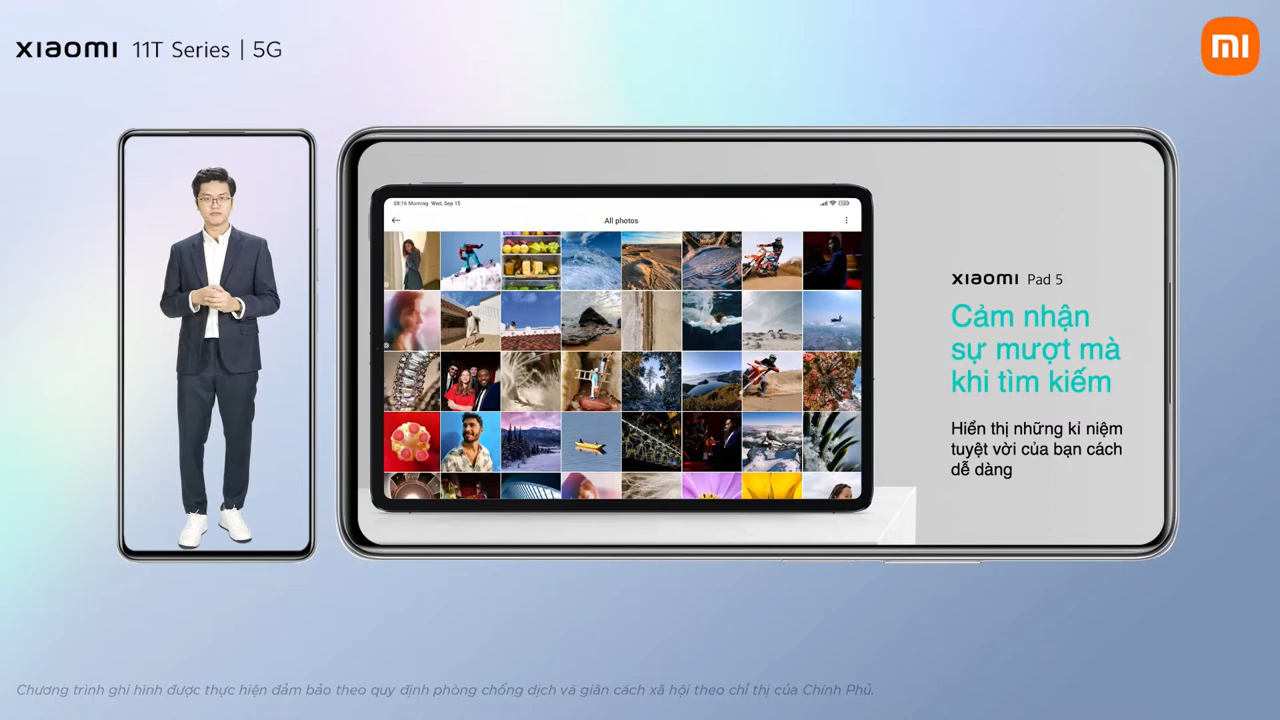 xiaomi 11T Series | 5G
mi
08:16 Morning Wed, Sep 15
All photos
xiaomi Pad 5
Cảm nhận
sự mượt mà
khi tìm kiếm
Hiển thị những kỉ niệm
tuyệt vời của bạn cách
dễ dàng
Chương trình ghi hình được thực hiện đảm bảo theo quy định phòng chống dịch và giãn cách xã hội theo chỉ thị của Chính Phủ.